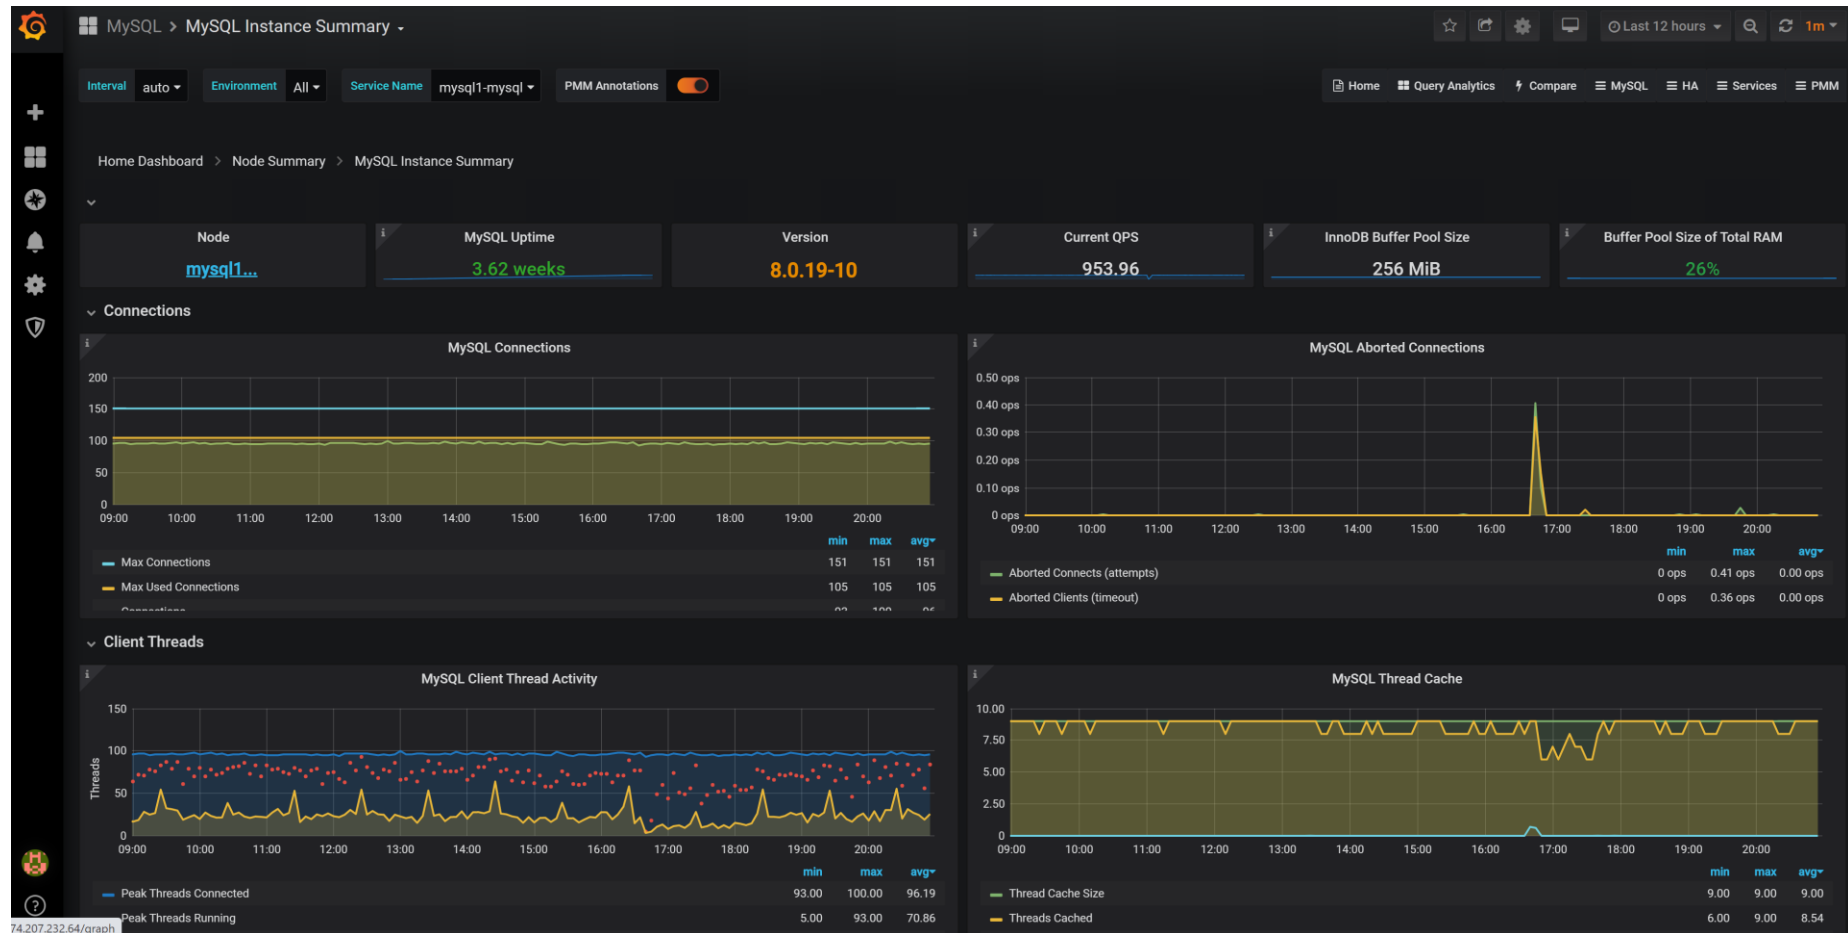 MySQL > MySQL Instance Summary
Last 12 hours
1m
Interval auto Environment All Service Name mysql1-mysql PMM Annotations
Home Query Analytics Compare MySQL HA Services PMM
Home Dashboard > Node Summary > MySQL Instance Summary
Node
mysql1...
MySQL Uptime
3.62 weeks
Version
8.0.19-10
Current QPS
953.96
InnoDB Buffer Pool Size
256 MiB
Buffer Pool Size of Total RAM
26%
Connections
MySQL Connections
200
150
100
50
0
09:00 10:00 11:00 12:00 13:00 14:00 15:00 16:00 17:00 18:00 19:00 20:00
min max avg
Max Connections 151 151 151
Max Used Connections 105 105 105
Connections
MySQL Aborted Connections
0.50 ops
0.40 ops
0.30 ops
0.20 ops
0.10 ops
0 ops
09:00 10:00 11:00 12:00 13:00 14:00 15:00 16:00 17:00 18:00 19:00 20:00
min max avg
Aborted Connects (attempts) 0 ops 0.41 ops 0.00 ops
Aborted Clients (timeout) 0 ops 0.36 ops 0.00 ops
Client Threads
MySQL Client Thread Activity
Threads
150
100
50
0
09:00 10:00 11:00 12:00 13:00 14:00 15:00 16:00 17:00 18:00 19:00 20:00
min max avg
Peak Threads Connected 93.00 100.00 96.19
Peak Threads Running 5.00 93.00 70.86
MySQL Thread Cache
10.00
7.50
5.00
2.50
0
09:00 10:00 11:00 12:00 13:00 14:00 15:00 16:00 17:00 18:00 19:00 20:00
min max avg
Thread Cache Size 9.00 9.00 9.00
Threads Cached 6.00 9.00 8.54
74.207.232.64/graph